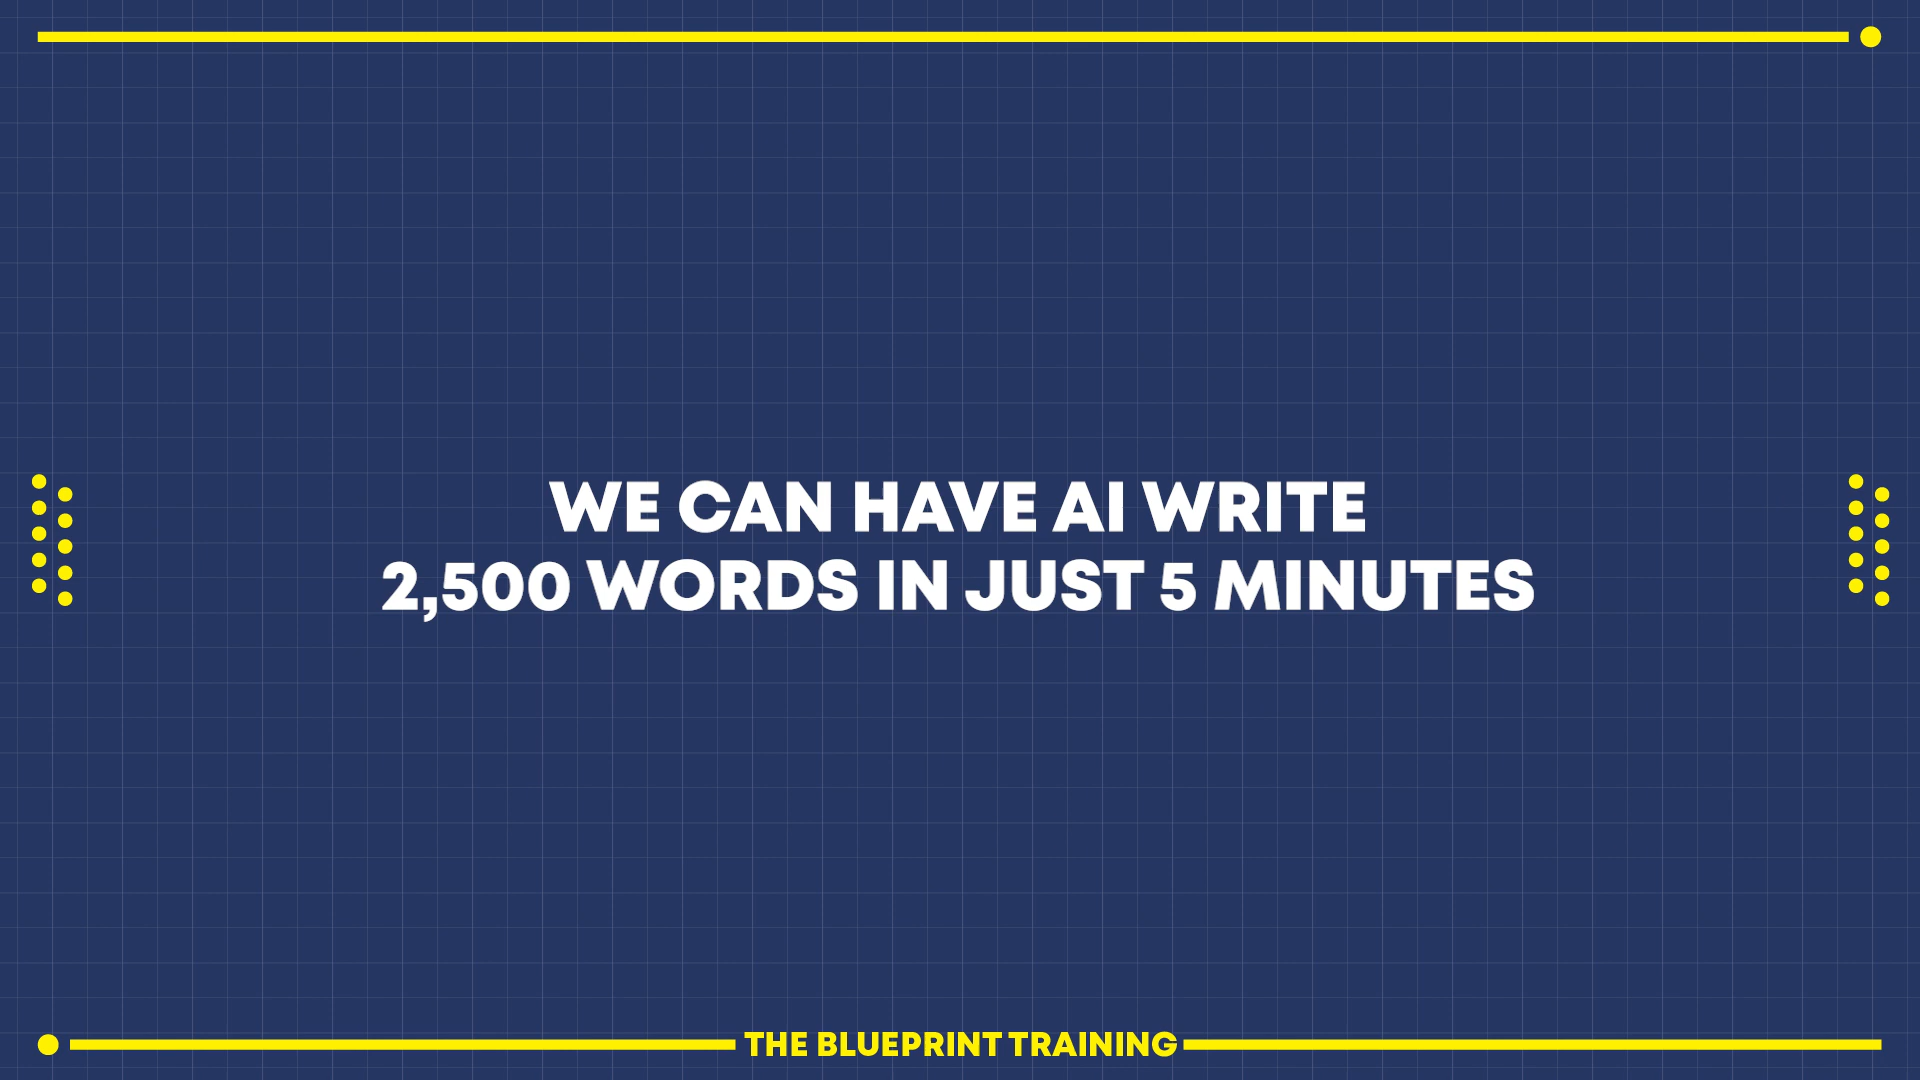 WE CAN HAVE AI WRITE
2,500 WORDS IN JUST 5 MINUTES
THE BLUEPRINT TRAINING